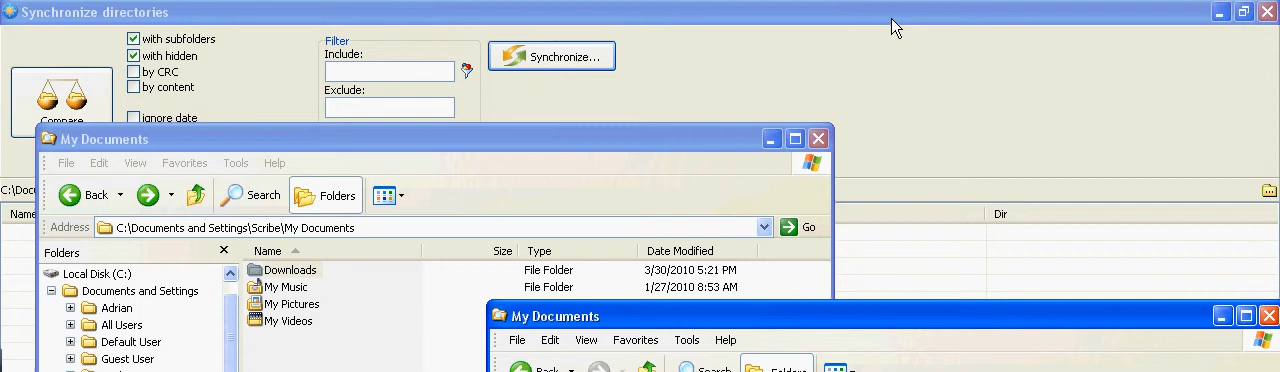 Synchronize directories
with subfolders
with hidden
by CRC
by content
ignore date
Compare
Filter
Include:
Exclude:
Synchronize...
My Documents
File Edit View Favorites Tools Help
Back Search Folders
Address C:\Documents and Settings\Scribe\My Documents Go
C:\Docu
Name
Dir
Folders
Local Disk (C:)
Documents and Settings
Adrian
All Users
Default User
Guest User
Name Size Type Date Modified
Downloads File Folder 3/30/2010 5:21 PM
My Music File Folder 1/27/2010 8:53 AM
My Pictures
My Videos
My Documents
File Edit View Favorites Tools Help
Back Search Folders